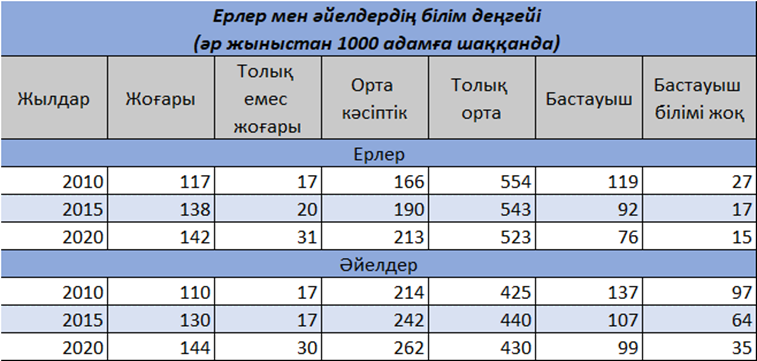 Ерлер мен әйелдердің білім деңгейі
(әр жыныстан 1000 адамға шаққанда)
Жылдар Жоғары Толық емес жоғары Орта кәсіптік Толық орта Бастауыш Бастауыш білімі жоқ
Ерлер
2010 117 17 166 554 119 27
2015 138 20 190 543 92 17
2020 142 31 213 523 76 15
Әйелдер
2010 110 17 214 425 137 97
2015 130 17 242 440 107 64
2020 144 30 262 430 99 35